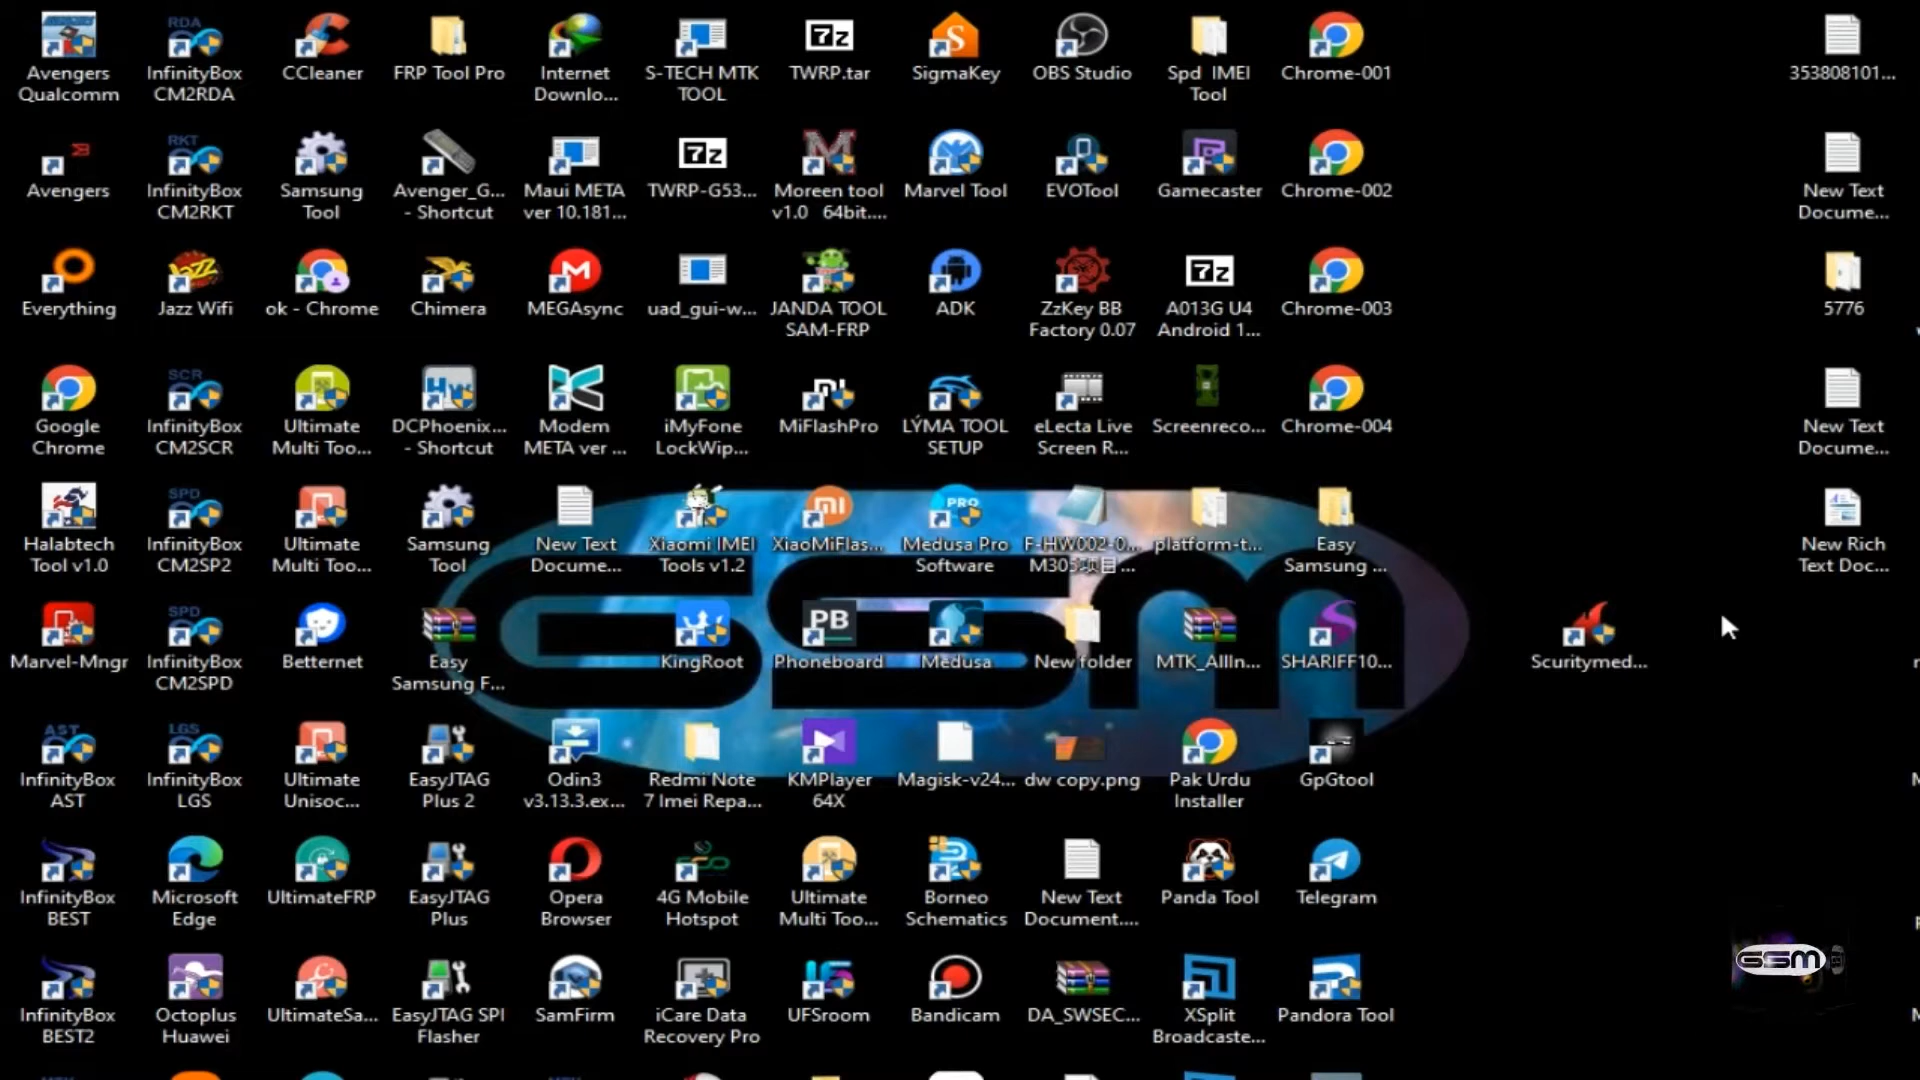 Avengers
Qualcomm
InfinityBox
CM2RDA
CCleaner
FRP Tool Pro
Internet
Downlo...
S-TECH MTK
TOOL
TWRP.tar
SigmaKey
OBS Studio
Spd IMEI
Tool
Chrome-001
353808101...
Avengers
InfinityBox
CM2RKT
Samsung
Tool
Avenger_G...
- Shortcut
Maui META
ver 10.181...
TWRP-G53...
Moreen tool
v1.0 64bit....
Marvel Tool
EVOTool
Gamecaster
Chrome-002
New Text
Docume...
Everything
Jazz Wifi
ok - Chrome
Chimera
MEGAsync
uad_gui-w...
JANDA TOOL
SAM-FRP
ADK
ZzKey BB
Factory 0.07
A013G U4
Android 1...
Chrome-003
5776
Google
Chrome
InfinityBox
CM2SCR
Ultimate
Multi Too...
DCPhoenix...
- Shortcut
Modem
META ver ...
iMyFone
LockWip...
MiFlashPro
LÝMA TOOL
SETUP
eLecta Live
Screen R...
Screenreco...
Chrome-004
New Text
Docume...
Halabtech
Tool v1.0
InfinityBox
CM2SP2
Ultimate
Multi Too...
Samsung
Tool
New Text
Docume...
Xiaomi IMEI
Tools v1.2
XiaoMiFlas...
Medusa Pro
Software
F-HW002-0...
M305项目...
platform-t...
Easy
Samsung ...
New Rich
Text Doc...
Marvel-Mngr
InfinityBox
CM2SPD
Betternet
Easy
Samsung F...
KingRoot
Phoneboard
Medusa
New folder
MTK_AllIn...
SHARIFF10...
Scuritymed...
GSM
InfinityBox
AST
InfinityBox
LGS
Ultimate
Unisoc...
EasyJTAG
Plus 2
Odin3
v3.13.3.ex...
Redmi Note
7 Imei Repa...
KMPlayer
64X
Magisk-v24...
dw copy.png
Pak Urdu
Installer
GpGtool
InfinityBox
BEST
Microsoft
Edge
UltimateFRP
EasyJTAG
Plus
Opera
Browser
4G Mobile
Hotspot
Ultimate
Multi Too...
Borneo
Schematics
New Text
Document....
Panda Tool
Telegram
GSM
InfinityBox
BEST2
Octoplus
Huawei
UltimateSa...
EasyJTAG SPI
Flasher
SamFirm
iCare Data
Recovery Pro
UFSroom
Bandicam
DA_SWSEC...
XSplit
Broadcaste...
Pandora Tool